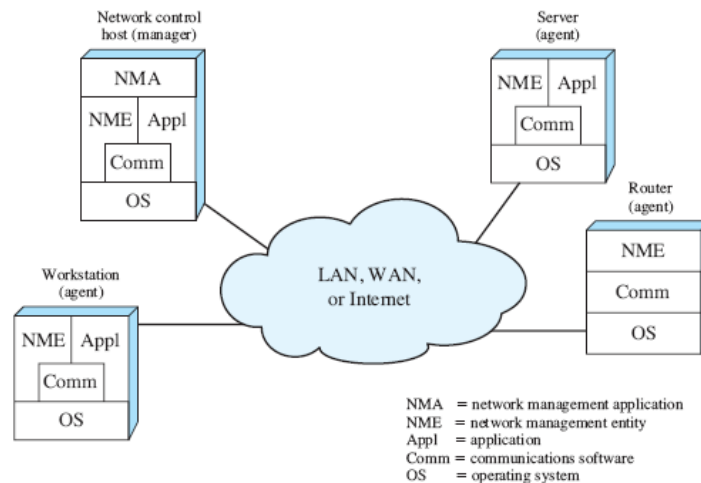 Network control
host (manager)
NMA
NME Appl
Comm
OS
Server
(agent)
NME Appl
Comm
OS
Router
(agent)
NME
Comm
OS
LAN, WAN,
or Internet
Workstation
(agent)
NME Appl
Comm
OS
NMA = network management application
NME = network management entity
Appl = application
Comm = communications software
OS = operating system